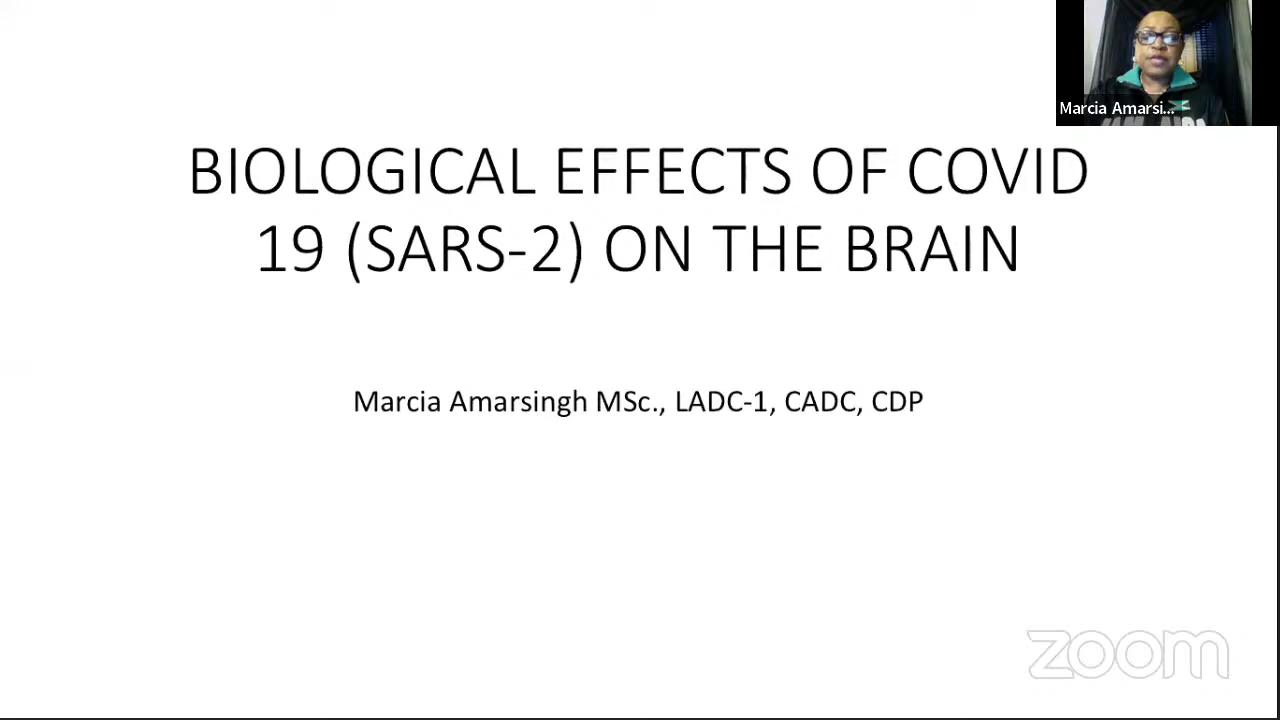 Marcia Amarsi...
BIOLOGICAL EFFECTS OF COVID
19 (SARS-2) ON THE BRAIN
Marcia Amarsingh MSc., LADC-1, CADC, CDP
zoom